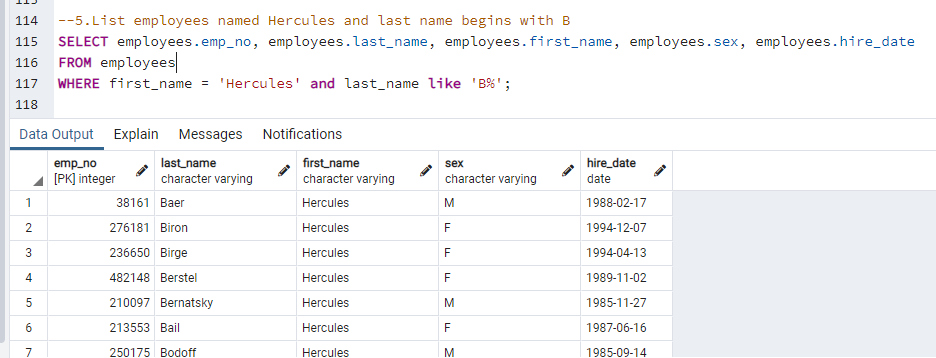 113
114 --5.List employees named Hercules and last name begins with B
115 SELECT employees.emp_no, employees.last_name, employees.first_name, employees.sex, employees.hire_date
116 FROM employees
117 WHERE first_name = 'Hercules' and last_name like 'B%';
118
Data Output Explain Messages Notifications
emp_no last_name first_name sex hire_date
[PK] integer character varying character varying character varying date
1 38161 Baer Hercules M 1988-02-17
2 276181 Biron Hercules F 1994-12-07
3 236650 Birge Hercules F 1994-04-13
4 482148 Berstel Hercules F 1989-11-02
5 210097 Bernatsky Hercules M 1985-11-27
6 213553 Bail Hercules F 1987-06-16
7 250175 Bodoff Hercules M 1985-09-14